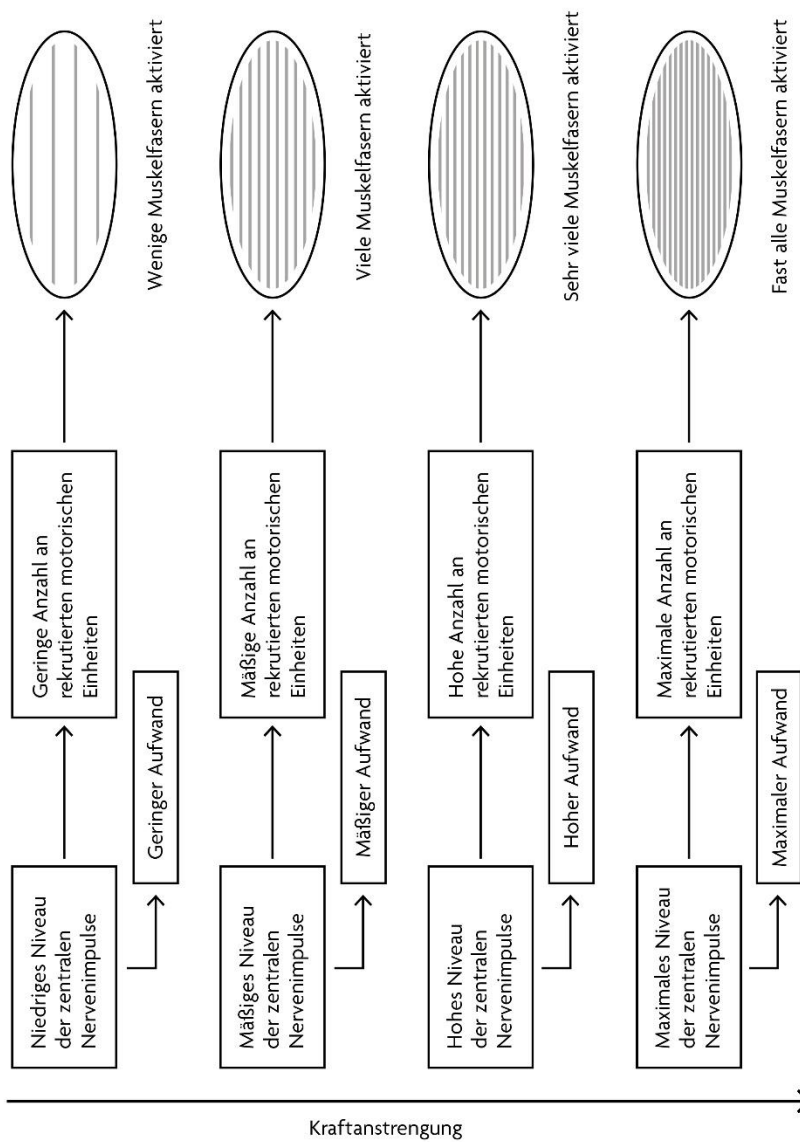 Kraftanstrengung
Niedriges Niveau
der zentralen
Nervenimpulse
Geringer Aufwand
Geringe Anzahl an
rekrutierten motorischen
Einheiten
Wenige Muskelfasern aktiviert
Mäßiges Niveau
der zentralen
Nervenimpulse
Mäßiger Aufwand
Mäßige Anzahl an
rekrutierten motorischen
Einheiten
Viele Muskelfasern aktiviert
Hohes Niveau
der zentralen
Nervenimpulse
Hoher Aufwand
Hohe Anzahl an
rekrutierten motorischen
Einheiten
Sehr viele Muskelfasern aktiviert
Maximales Niveau
der zentralen
Nervenimpulse
Maximaler Aufwand
Maximale Anzahl an
rekrutierten motorischen
Einheiten
Fast alle Muskelfasern aktiviert